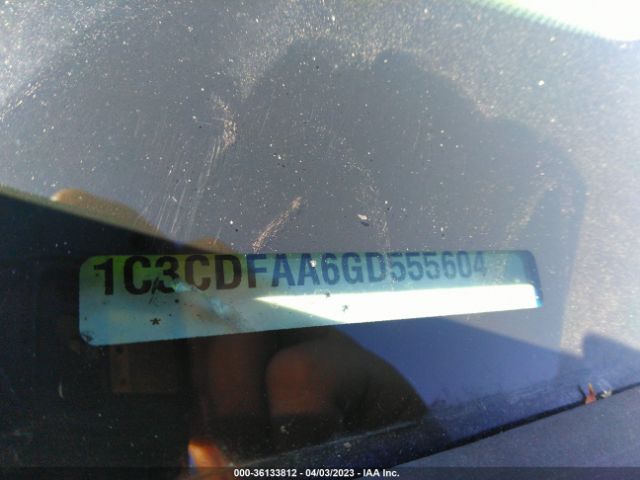 1C3CDFAA6GD555604
*
000-36133812 - 04/03/2023 - IAA Inc.